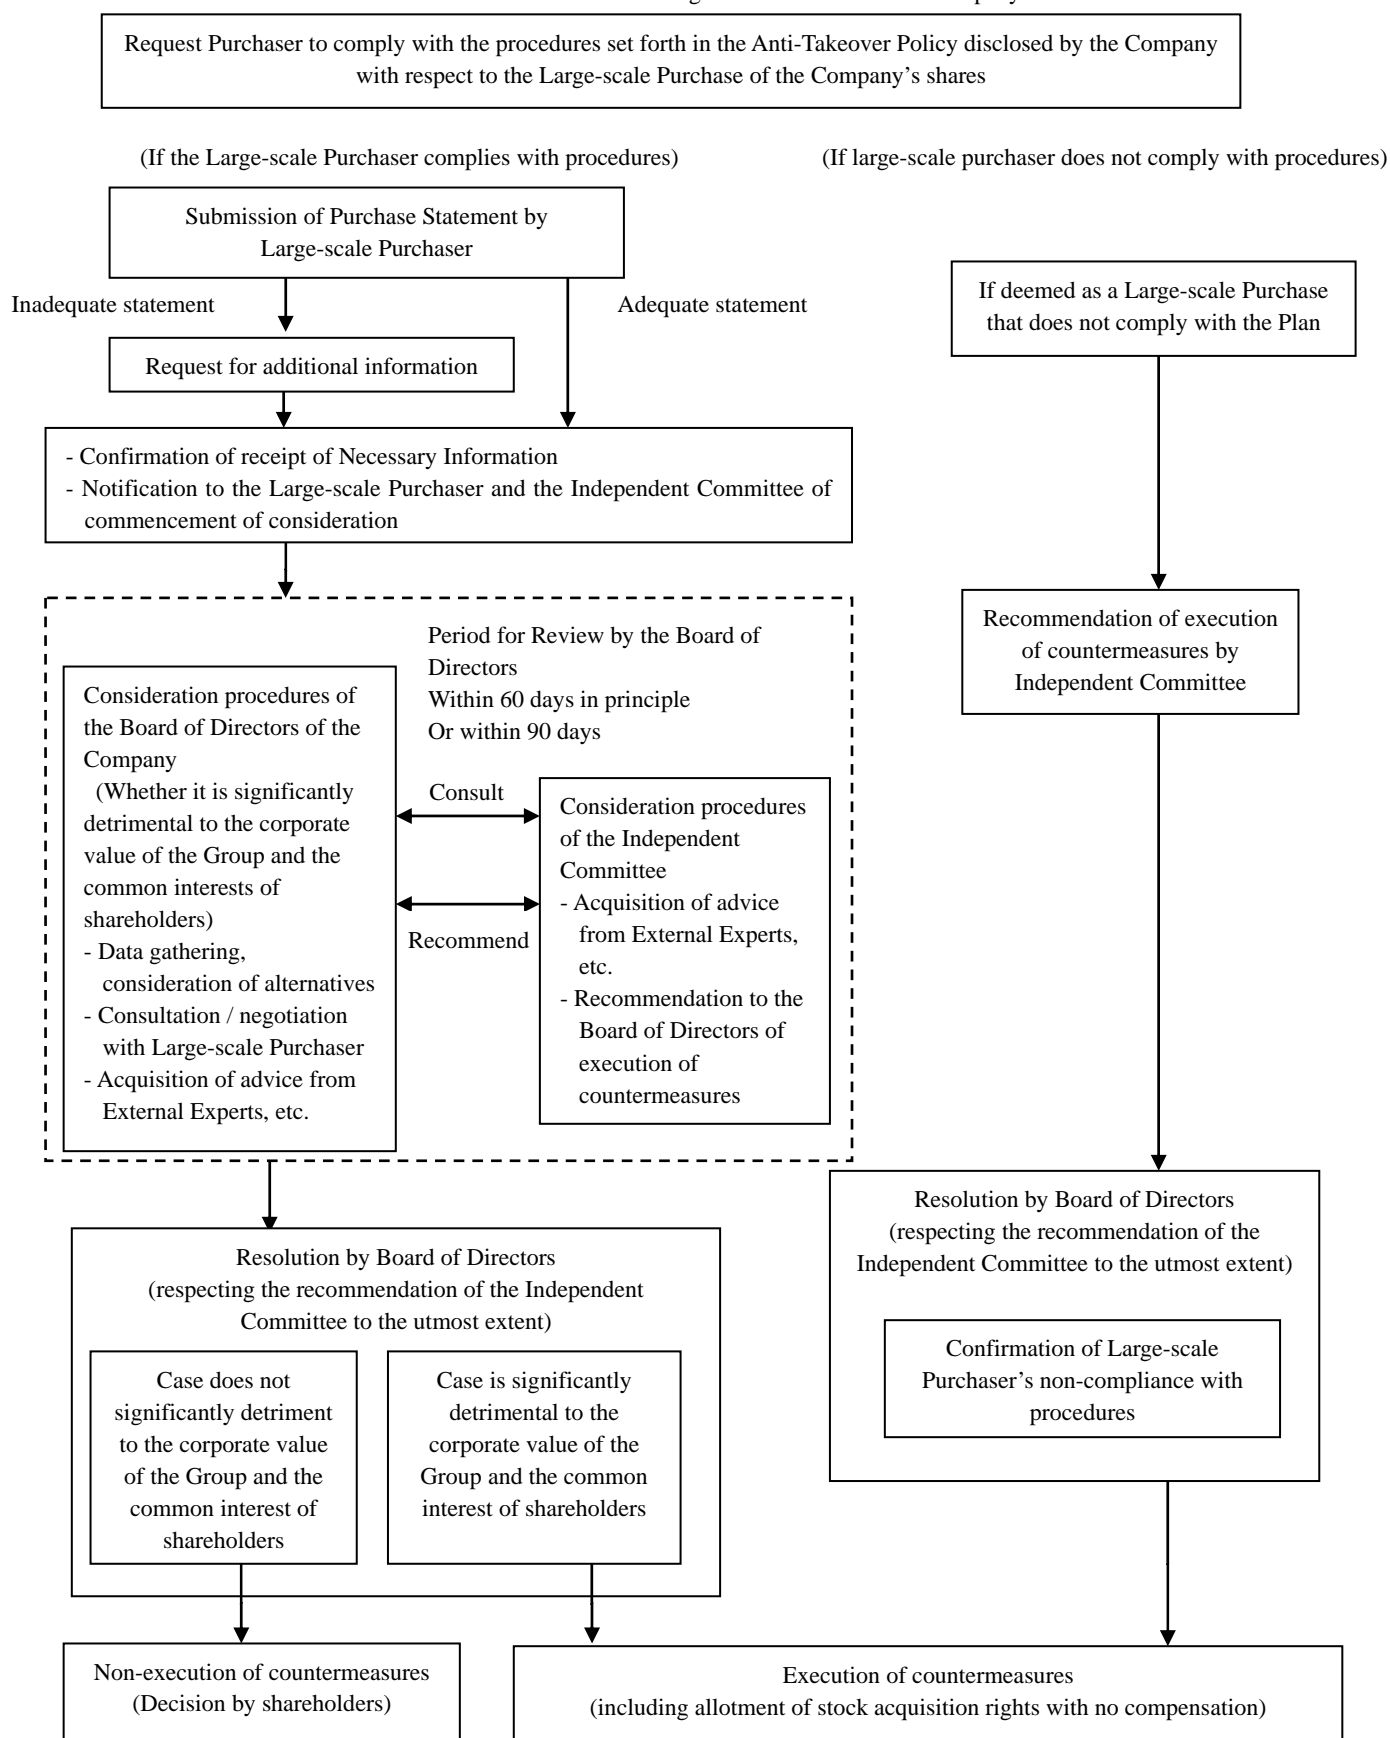 Request Purchaser to comply with the procedures set forth in the Anti-Takeover Policy disclosed by the Company
with respect to the Large-scale Purchase of the Company’s shares
(If the Large-scale Purchaser complies with procedures)
(If large-scale purchaser does not comply with procedures)
Submission of Purchase Statement by
Large-scale Purchaser
Inadequate statement
Adequate statement
If deemed as a Large-scale Purchase
that does not comply with the Plan
Request for additional information
- Confirmation of receipt of Necessary Information
- Notification to the Large-scale Purchaser and the Independent Committee of
commencement of consideration
Period for Review by the Board of
Directors
Within 60 days in principle
Or within 90 days
Recommendation of execution
of countermeasures by
Independent Committee
Consideration procedures of
the Board of Directors of the
Company
(Whether it is significantly
detrimental to the corporate
value of the Group and the
common interests of
shareholders)
- Data gathering,
consideration of alternatives
- Consultation / negotiation
with Large-scale Purchaser
- Acquisition of advice from
External Experts, etc.
Consult
Recommend
Consideration procedures
of the Independent
Committee
- Acquisition of advice
from External Experts,
etc.
- Recommendation to the
Board of Directors of
execution of
countermeasures
Resolution by Board of Directors
(respecting the recommendation of the
Independent Committee to the utmost extent)
Confirmation of Large-scale
Purchaser’s non-compliance with
procedures
Resolution by Board of Directors
(respecting the recommendation of the Independent
Committee to the utmost extent)
Case does not
significantly detriment
to the corporate value
of the Group and the
common interest of
shareholders
Case is significantly
detrimental to the
corporate value of the
Group and the common
interest of shareholders
Non-execution of countermeasures
(Decision by shareholders)
Execution of countermeasures
(including allotment of stock acquisition rights with no compensation)